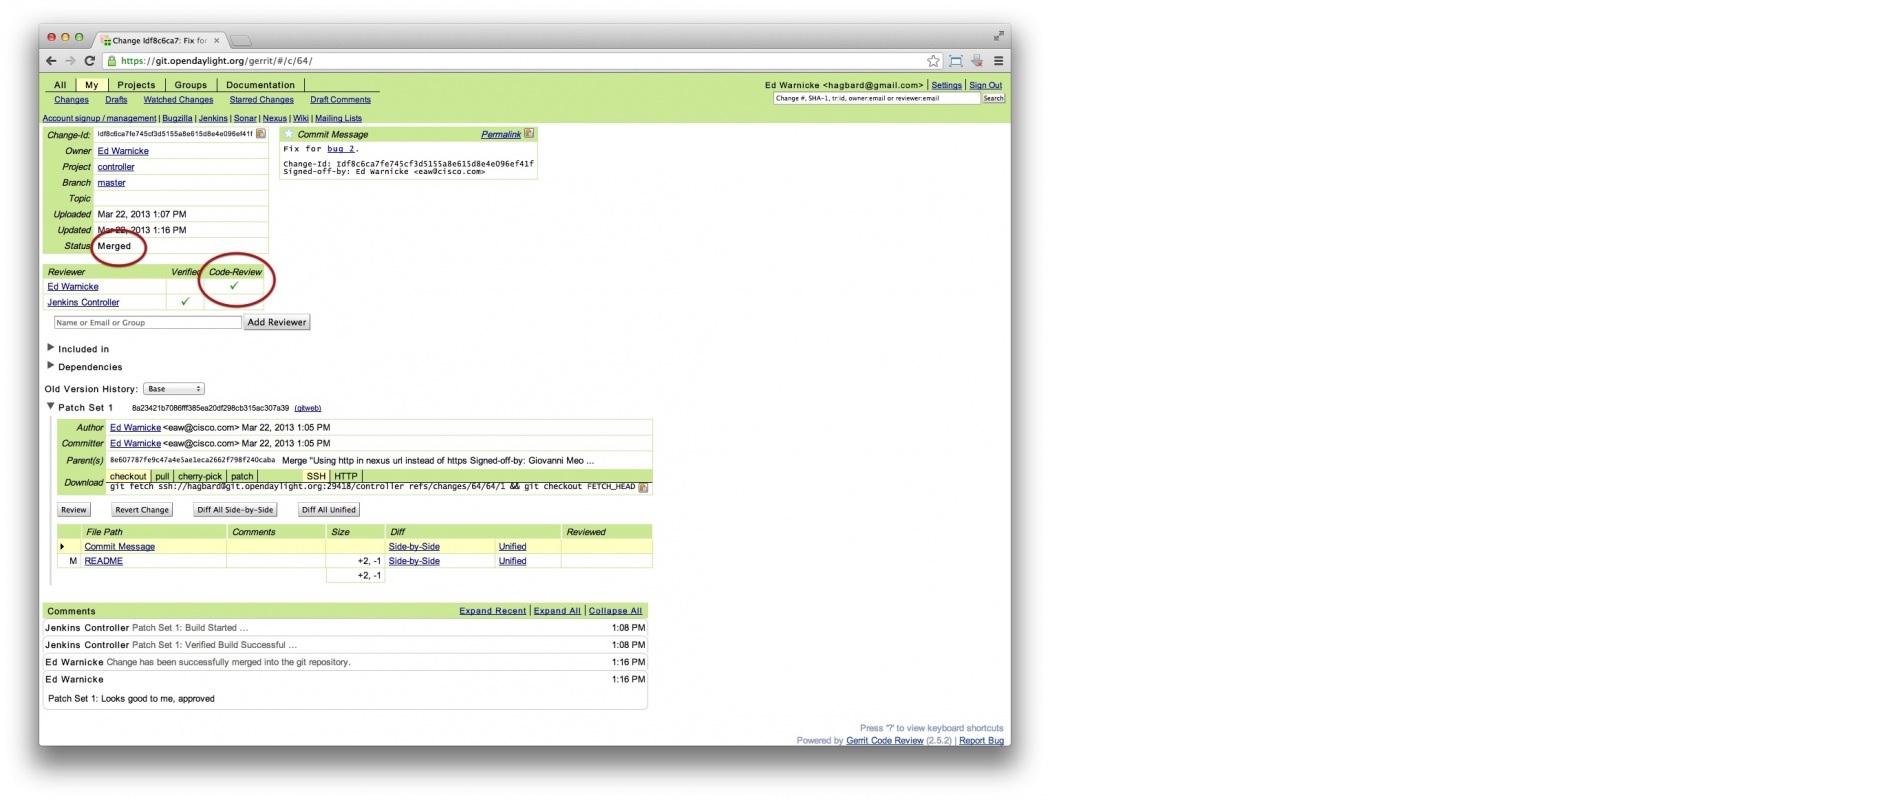 Change Idf8c6ca7: Fix for
https://git.opendaylight.org/gerrit/#/c/64/
All My Projects Groups Documentation
Ed Warnicke <hagbard@gmail.com> Settings Sign Out
Changes Drafts Watched Changes Starred Changes Draft Comments
Change #, SHA-1, tr:id, owner:email or reviewer:email Search
Account signup / management | Bugzilla | Jenkins | Sonar | Nexus | Wiki | Mailing Lists
Change-Id: Idf8c6ca7fe745cf3d5155a8e615d8e4e096ef41f
Owner Ed Warnicke
Project controller
Branch master
Topic
Uploaded Mar 22, 2013 1:07 PM
Updated Mar 22, 2013 1:16 PM
Status Merged
Commit Message Permalink
Fix for bug 2.
Change-Id: Idf8c6ca7fe745cf3d5155a8e615d8e4e096ef41f
Signed-off-by: Ed Warnicke <eaw@cisco.com>
Reviewer Verified Code-Review
Ed Warnicke ✓
Jenkins Controller ✓
Name or Email or Group Add Reviewer
Included in
Dependencies
Old Version History: Base
Patch Set 1 8a23421b7086fff385ea20df298cb315ac307a39 (gitweb)
Author Ed Warnicke <eaw@cisco.com> Mar 22, 2013 1:05 PM
Committer Ed Warnicke <eaw@cisco.com> Mar 22, 2013 1:05 PM
Parent(s) 8e607787fe9c47a4e5ae1eca2662f798f240caba Merge "Using http in nexus url instead of https Signed-off-by: Giovanni Meo ...
Download checkout pull cherry-pick patch SSH HTTP
git fetch ssh://hagbard@git.opendaylight.org:29418/controller refs/changes/64/64/1 && git checkout FETCH_HEAD
Review Revert Change Diff All Side-by-Side Diff All Unified
File Path Comments Size Diff Reviewed
Commit Message Side-by-Side Unified
M README +2, -1 Side-by-Side Unified
+2, -1
Comments Expand Recent Expand All Collapse All
Jenkins Controller Patch Set 1: Build Started ... 1:08 PM
Jenkins Controller Patch Set 1: Verified Build Successful ... 1:08 PM
Ed Warnicke Change has been successfully merged into the git repository. 1:16 PM
Ed Warnicke 1:16 PM
Patch Set 1: Looks good to me, approved
Press '?' to view keyboard shortcuts
Powered by Gerrit Code Review (2.5.2) | Report Bug